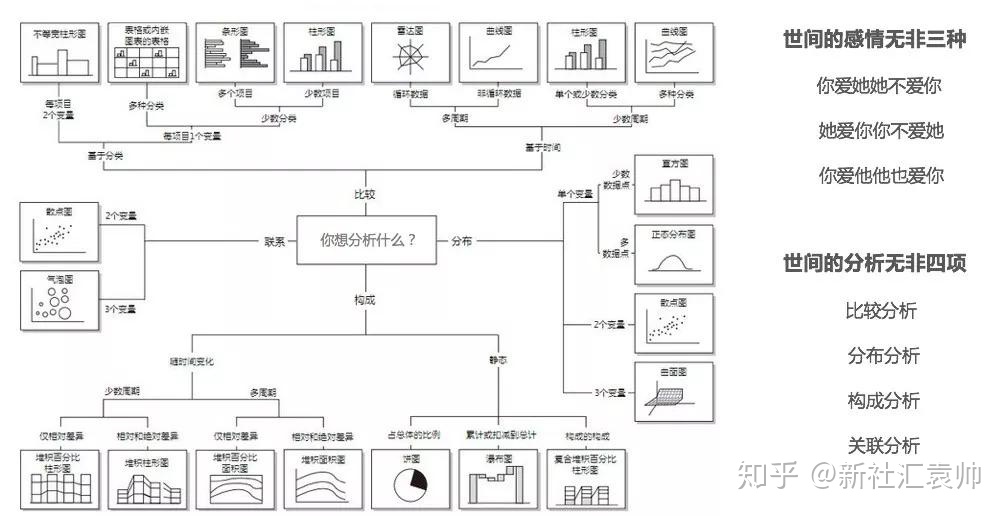 不等宽柱形图
表格或内嵌
图表的表格
条形图
柱形图
雷达图
曲线图
柱形图
曲线图
每项目
2个变量
多种分类
多个项目
少数项目
循环数据
非循环数据
单个或少数分类
多种分类
少数分类
多周期
少数周期
每项目1个变量
基于分类
基于时间
比较
你想分析什么？
联系
散点图
2个变量
气泡图
3个变量
分布
单个变量
少数
数据点
直方图
多
数据点
正态分布图
2个变量
散点图
3个变量
曲面图
构成
随时间变化
静态
少数周期
多周期
仅相对差异
相对和绝对差异
仅相对差异
相对和绝对差异
占总体的比例
累计或扣减到总计
构成的构成
堆积百分比
柱形图
堆积柱形图
堆积百分比
面积图
堆积面积图
饼图
瀑布图
复合堆积百分比
柱形图
世间的感情无非三种
你爱她她不爱你
她爱你你不爱她
你爱他他也爱你
世间的分析无非四项
比较分析
分布分析
构成分析
关联分析
知乎 @新社汇袁帅